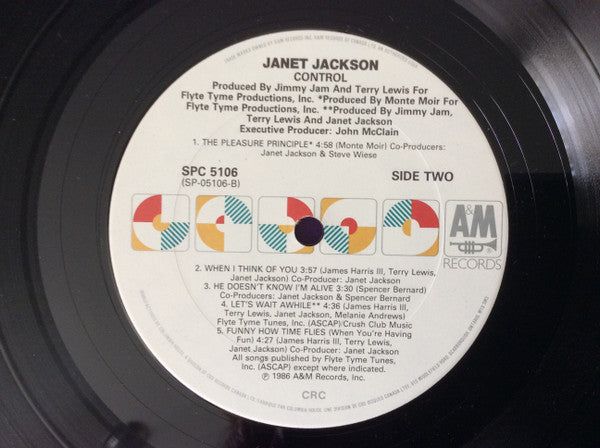 TRADE MARKS OWNED BY A&M RECORDS INC.
JANET JACKSON
CONTROL
Produced By Jimmy Jam And Terry Lewis For
Flyte Tyme Productions, Inc. *Produced By Monte Moir For
Flyte Tyme Productions, Inc. **Produced By Jimmy Jam,
Terry Lewis And Janet Jackson
Executive Producer: John McClain
1. THE PLEASURE PRINCIPLE* 4:58 (Monte Moir) Co-Producers:
Janet Jackson & Steve Wiese
SPC 5106
(SP-05106-B)
SIDE TWO
A&M
RECORDS
2. WHEN I THINK OF YOU 3:57 (James Harris III, Terry Lewis,
Janet Jackson) Co-Producer: Janet Jackson
3. HE DOESN'T KNOW I'M ALIVE 3:30 (Spencer Bernard)
Co-Producers: Janet Jackson & Spencer Bernard
4. LET'S WAIT AWHILE** 4:36 (James Harris III,
Terry Lewis, Janet Jackson, Melanie Andrews)
Flyte Tyme Tunes, Inc. (ASCAP)/Crush Club Music
5. FUNNY HOW TIME FLIES (When You're Having
Fun) 4:27 (James Harris III, Terry Lewis,
Janet Jackson) Co-Producer: Janet Jackson
All songs published by Flyte Tyme Tunes,
Inc. (ASCAP) except where indicated.
℗ 1986 A&M Records, Inc.
CRC